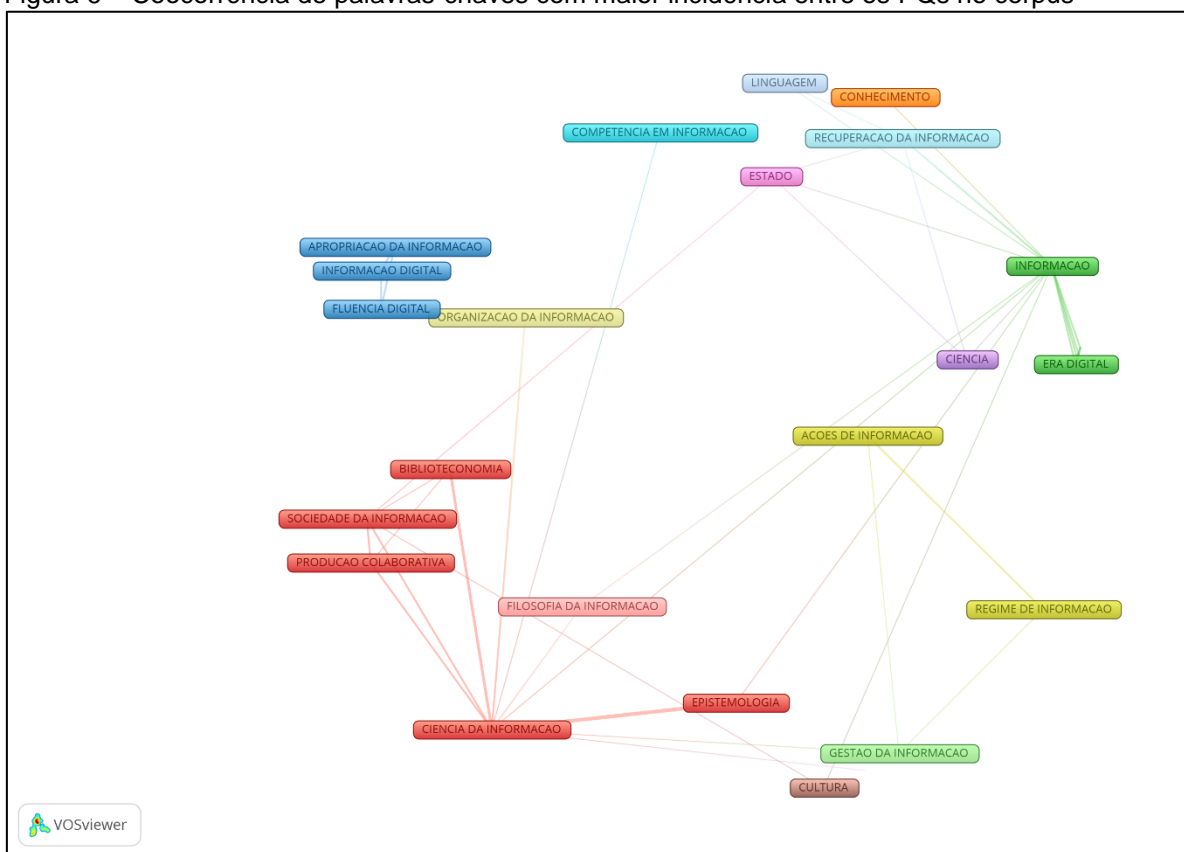 Coocorrência de palavras-chaves com maior incidência entre os PQs no corpus
LINGUAGEM
CONHECIMENTO
COMPETENCIA EM INFORMACAO
RECUPERACAO DA INFORMACAO
ESTADO
APROPRIACAO DA INFORMACAO
INFORMACAO
INFORMACAO DIGITAL
FLUENCIA DIGITAL
ORGANIZACAO DA INFORMACAO
CIENCIA
ERA DIGITAL
ACOES DE INFORMACAO
BIBLIOTECONOMIA
SOCIEDADE DA INFORMACAO
PRODUCAO COLABORATIVA
FILOSOFIA DA INFORMACAO
REGIME DE INFORMACAO
EPISTEMOLOGIA
CIENCIA DA INFORMACAO
GESTAO DA INFORMACAO
CULTURA
VOSviewer